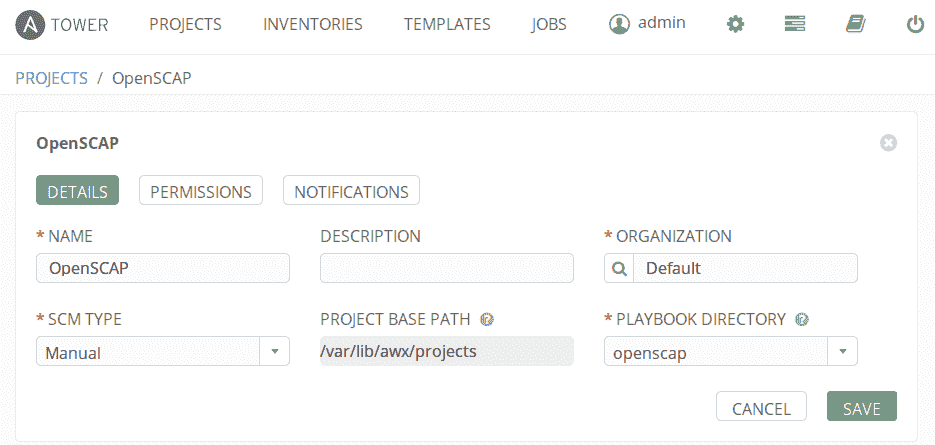 A TOWER PROJECTS INVENTORIES TEMPLATES JOBS admin
PROJECTS / OpenSCAP
OpenSCAP
DETAILS PERMISSIONS NOTIFICATIONS
* NAME DESCRIPTION * ORGANIZATION
OpenSCAP Default
* SCM TYPE PROJECT BASE PATH * PLAYBOOK DIRECTORY
Manual /var/lib/awx/projects openscap
CANCEL SAVE